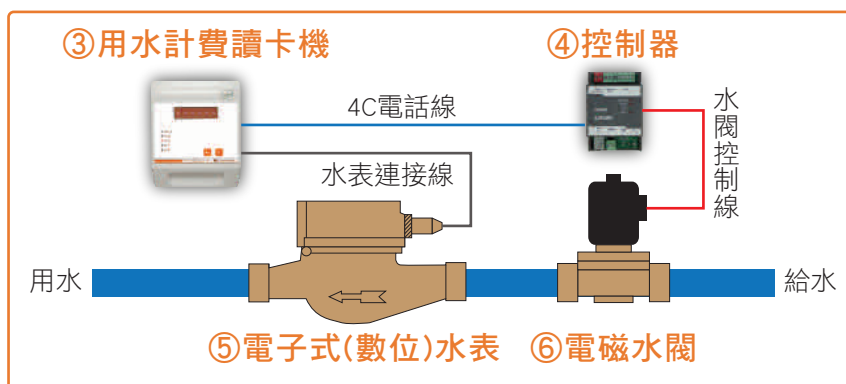 ③用水計費讀卡機
④控制器
4C電話線
水閥控制線
水表連接線
用水
給水
⑤電子式(數位)水表
⑥電磁水閥